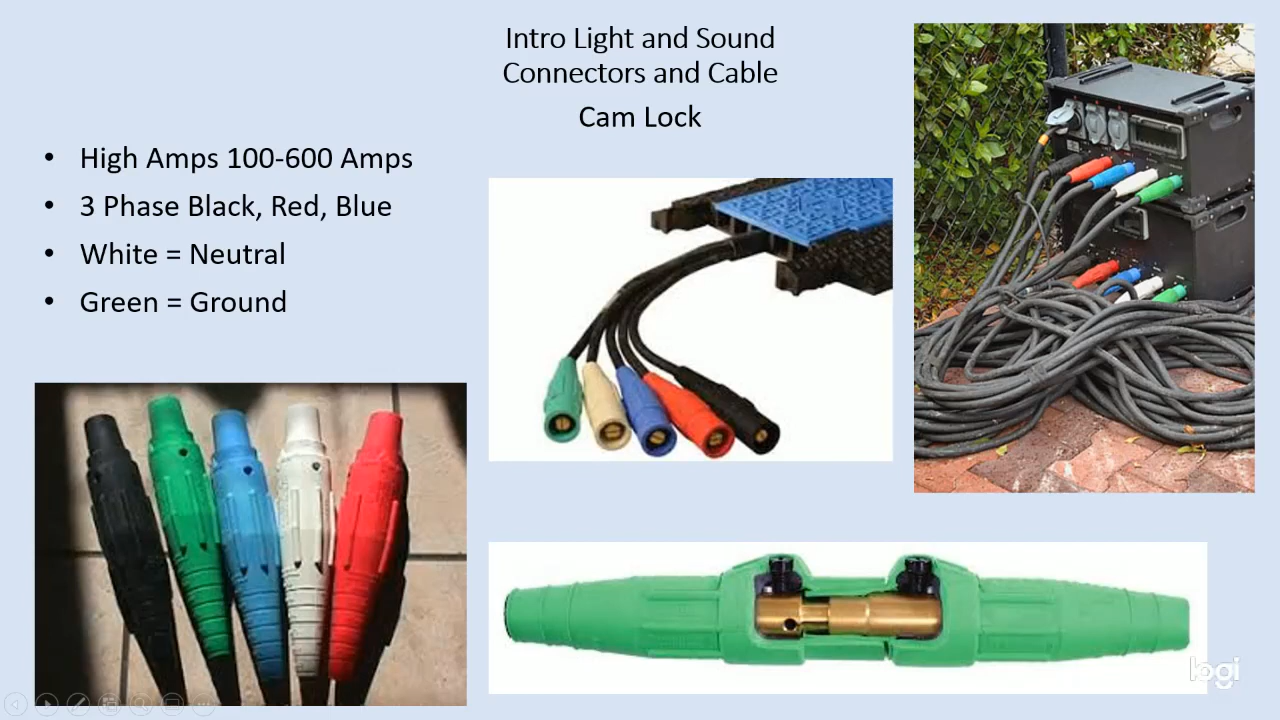 Intro Light and Sound
Connectors and Cable
Cam Lock
• High Amps 100-600 Amps
• 3 Phase Black, Red, Blue
• White = Neutral
• Green = Ground
logi